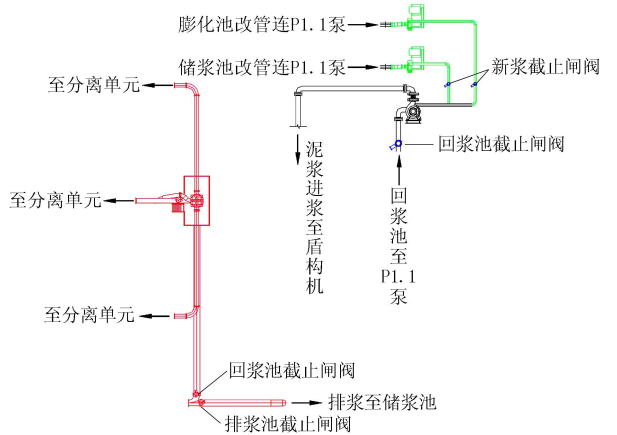 膨化池改管连P1.1泵
储浆池改管连P1.1泵
新浆截止闸阀
至分离单元
回浆池截止闸阀
泥浆进浆至盾构机
回浆池至P1.1泵
至分离单元
至分离单元
回浆池截止闸阀
排浆至储浆池
排浆池截止闸阀